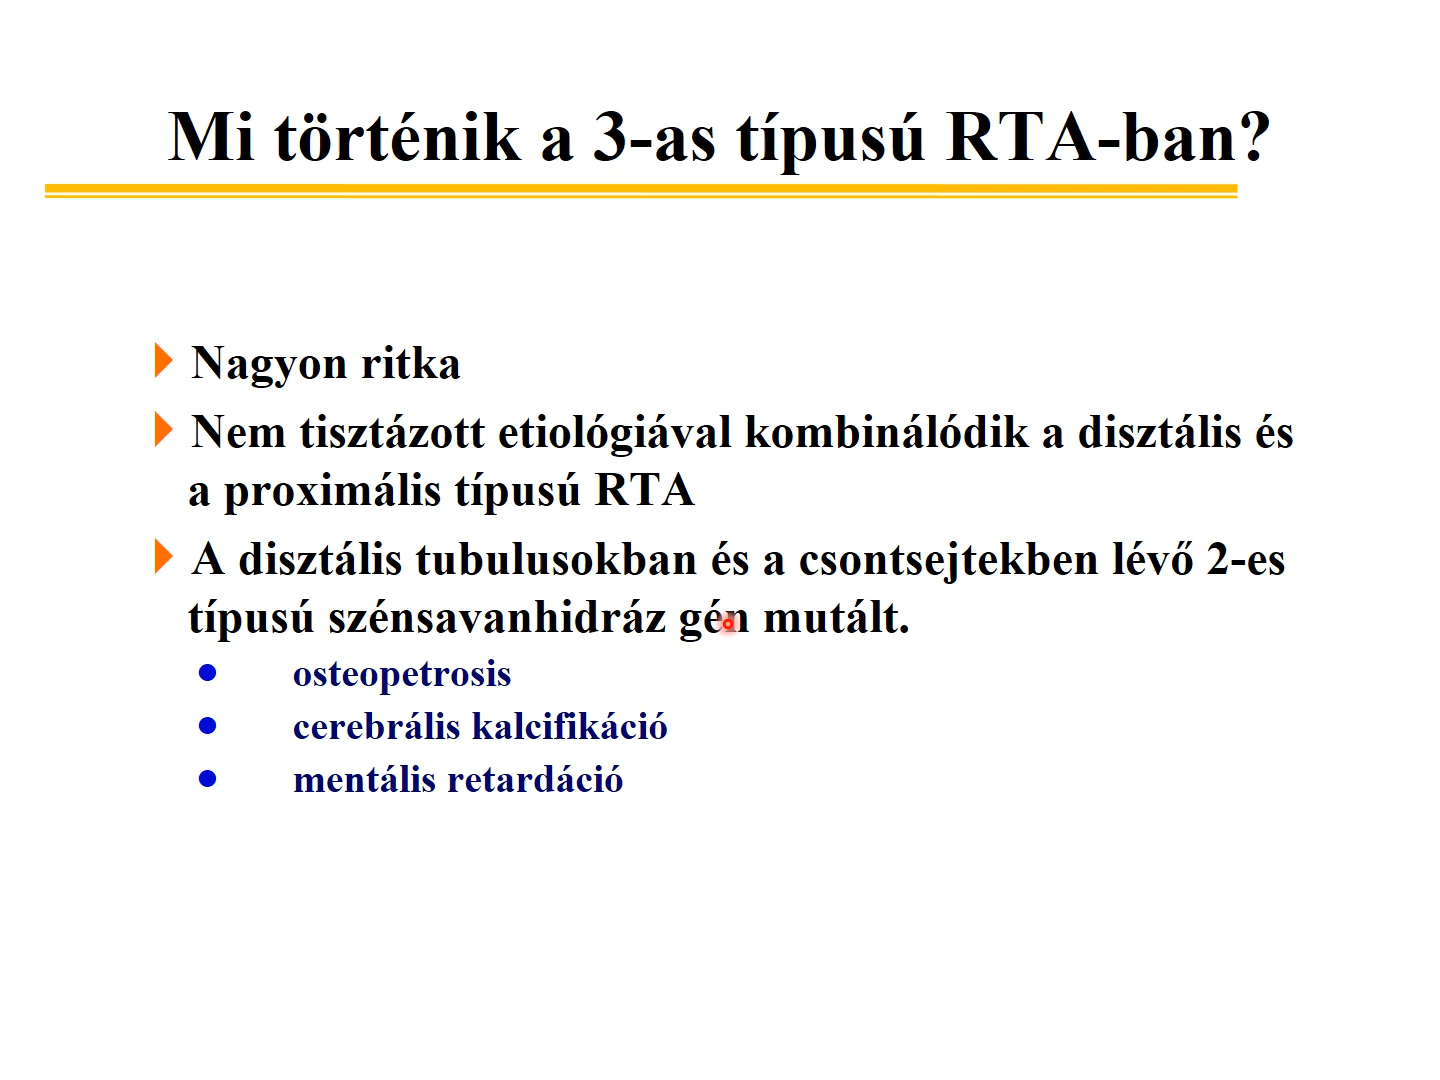 Mi történik a 3-as típusú RTA-ban?
Nagyon ritka
Nem tisztázott etiológiával kombinálódik a disztális és
a proximális típusú RTA
A disztális tubulusokban és a csontsejtekben lévő 2-es
típusú szénsavanhidráz gén mutált.
osteopetrosis
cerebrális kalcifikáció
mentális retardáció